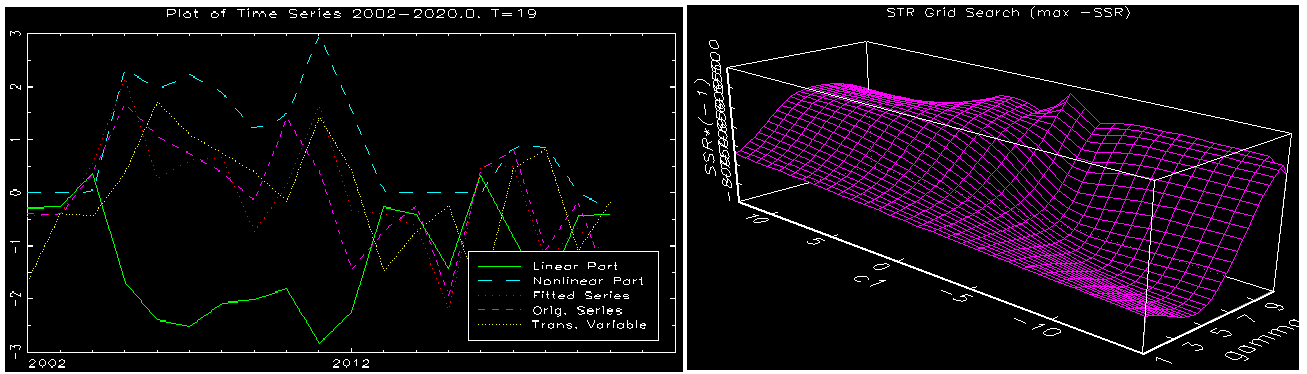 Plot of Time Series 2002-2020.0, T=19
3
2
1
0
-1
-2
-3
2002
2012
Linear Part
Nonlinear Part
Fitted Series
Orig. Series
Trans. Variable
STR Grid Search (max -SSR)
SSR*(-1)
10
5
0
-5
-10
c1
1
3
5
7
9
gamma